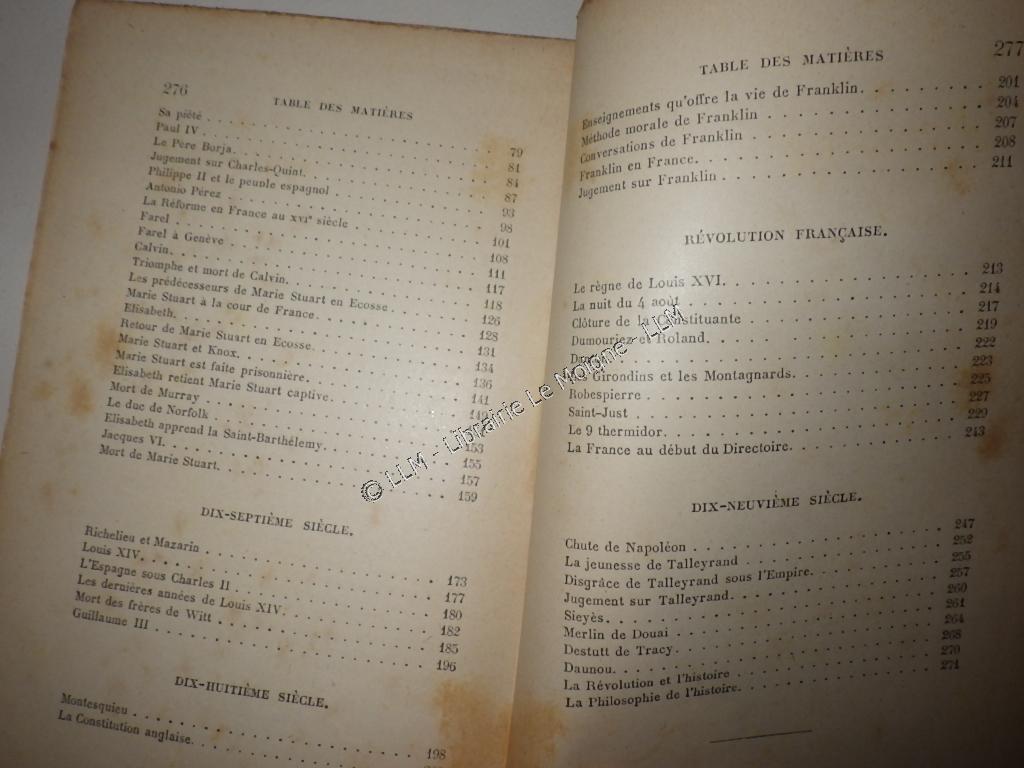 276
TABLE DES MATIÈRES
Sa piété . . . 79
Paul IV . . . 81
Le Père Borja. . . . 84
Jugement sur Charles-Quint. . . . 87
Philippe II et le peuple espagnol . . . 93
Antonio Pérez . . . 98
La Réforme en France au XVIe siècle . . . 101
Farel . . . 108
Farel à Genève . . . 111
Calvin. . . . 117
Triomphe et mort de Calvin. . . . 118
Les prédécesseurs de Marie Stuart en Ecosse . . . 126
Marie Stuart à la cour de France. . . . 128
Elisabeth. . . . 131
Retour de Marie Stuart en Ecosse. . . . 134
Marie Stuart et Knox. . . . 136
Marie Stuart est faite prisonnière. . . . 141
Elisabeth retient Marie Stuart captive. . . . 149
Mort de Murray . . . 153
Le duc de Norfolk . . . 155
Elisabeth apprend la Saint-Barthélemy. . . . 157
Jacques VI. . . . 159
Mort de Marie Stuart.
DIX-SEPTIÈME SIÈCLE.
Richelieu et Mazarin . . . 173
Louis XIV. . . . 177
L'Espagne sous Charles II . . . 180
Les dernières années de Louis XIV. . . . 182
Mort des frères de Witt . . . 185
Guillaume III . . . 196
DIX-HUITIÈME SIÈCLE.
Montesquieu . . . 198
La Constitution anglaise.
TABLE DES MATIÈRES
277
Enseignements qu'offre la vie de Franklin. . . . 201
Méthode morale de Franklin . . . 204
Conversations de Franklin . . . 207
Franklin en France. . . . 208
Jugement sur Franklin . . . 211
RÉVOLUTION FRANÇAISE.
Le règne de Louis XVI. . . . 213
La nuit du 4 août . . . 214
Clôture de la Constituante . . . 217
Dumouriez et Roland. . . . 219
222
Girondins et les Montagnards. . . . 223
Robespierre . . . 225
Saint-Just . . . 227
Le 9 thermidor. . . . 229
La France au début du Directoire. . . . 243
DIX-NEUVIÈME SIÈCLE.
Chute de Napoléon . . . 247
La jeunesse de Talleyrand . . . 252
Disgrâce de Talleyrand sous l'Empire. . . . 255
Jugement sur Talleyrand. . . . 257
Sieyès. . . . 260
Merlin de Douai . . . 261
Destutt de Tracy. . . . 264
Daunou. . . . 268
La Révolution et l'histoire . . . 270
La Philosophie de l'histoire. . . . 271
© LLM - Librairie Le Moigne - LLM